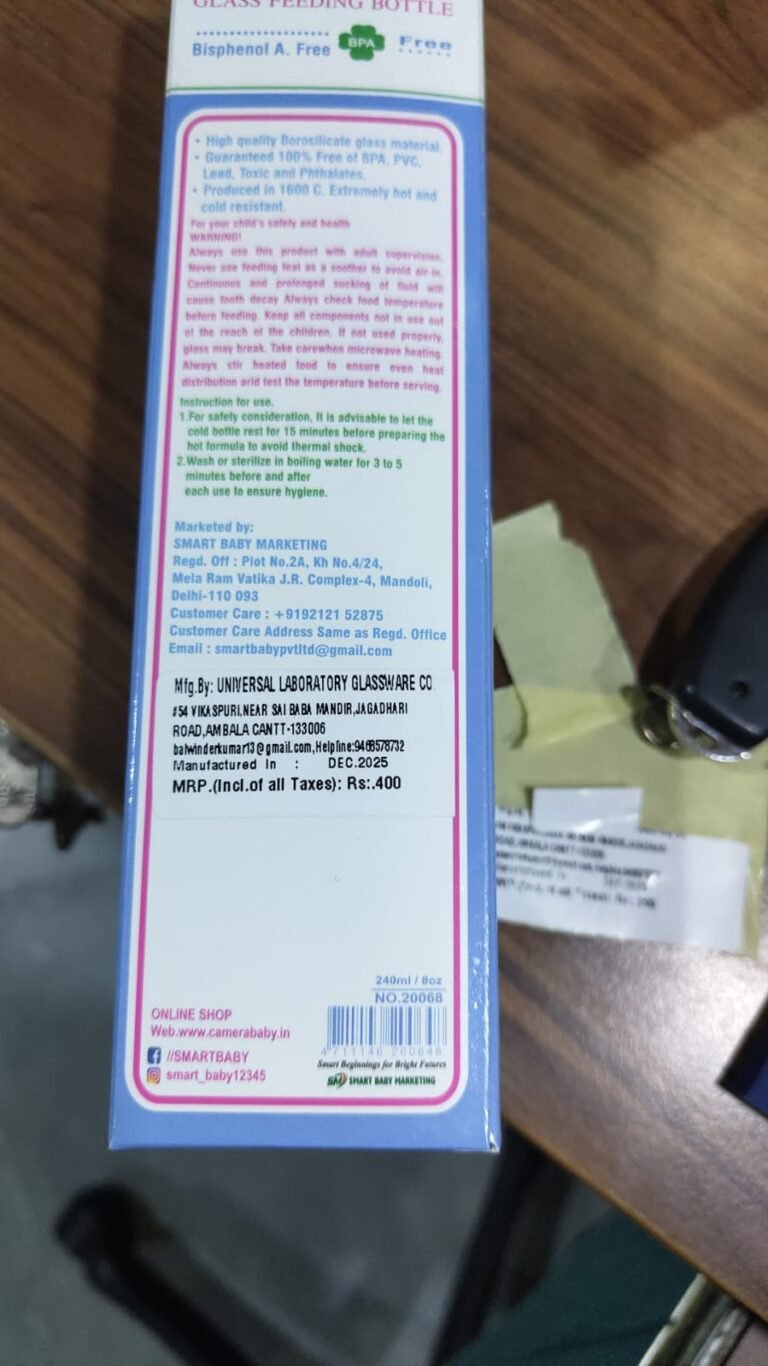 GLASS FEEDING BOTTLE
Bisphenol A. Free BPA Free
• High quality Borosilicate glass material.
• Guaranteed 100% Free of BPA, PVC,
Lead, Toxic and Phthalates.
• Produced in 1600 C. Extremely hot and
cold resistant.
For your child's safety and health
WARNING!
Always use this product with adult supervision.
Never use feeding teat as a soother to avoid air-in.
Continuous and prolonged sucking of fluid will
cause tooth decay Always check food temperature
before feeding. Keep all components not in use out
of the reach of the children. If not used properly,
glass may break. Take carewhen microwave heating.
Always stir heated food to ensure even heat
distribution arid test the temperature before serving.
Instruction for use.
1.For safety consideration, It is advisable to let the
cold bottle rest for 15 minutes before preparing the
hot formula to avoid thermal shock.
2.Wash or sterilize in boiling water for 3 to 5
minutes before and after
each use to ensure hygiene.
Marketed by:
SMART BABY MARKETING
Regd. Off : Plot No.2A, Kh No.4/24,
Mela Ram Vatika J.R. Complex-4, Mandoli,
Delhi-110 093
Customer Care : +9192121 52875
Customer Care Address Same as Regd. Office
Email : smartbabypvtltd@gmail.com
Mfg.By: UNIVERSAL LABORATORY GLASSWARE CO
#54 VIKASPURI,NEAR SAI BABA MANDIR,JAGADHARI
ROAD,AMBALA CANTT-133006
balwinderkumar13@gmail.com,Helpline:9468578732
Manufactured In : DEC.2025
MRP.(Incl.of all Taxes): Rs:.400
240ml / 8oz
NO.20068
4 711146 200648
ONLINE SHOP
Web.www.camerababy.in
//SMARTBABY
smart_baby12345
Smart Beginnings for Bright Futures
SMART BABY MARKETING